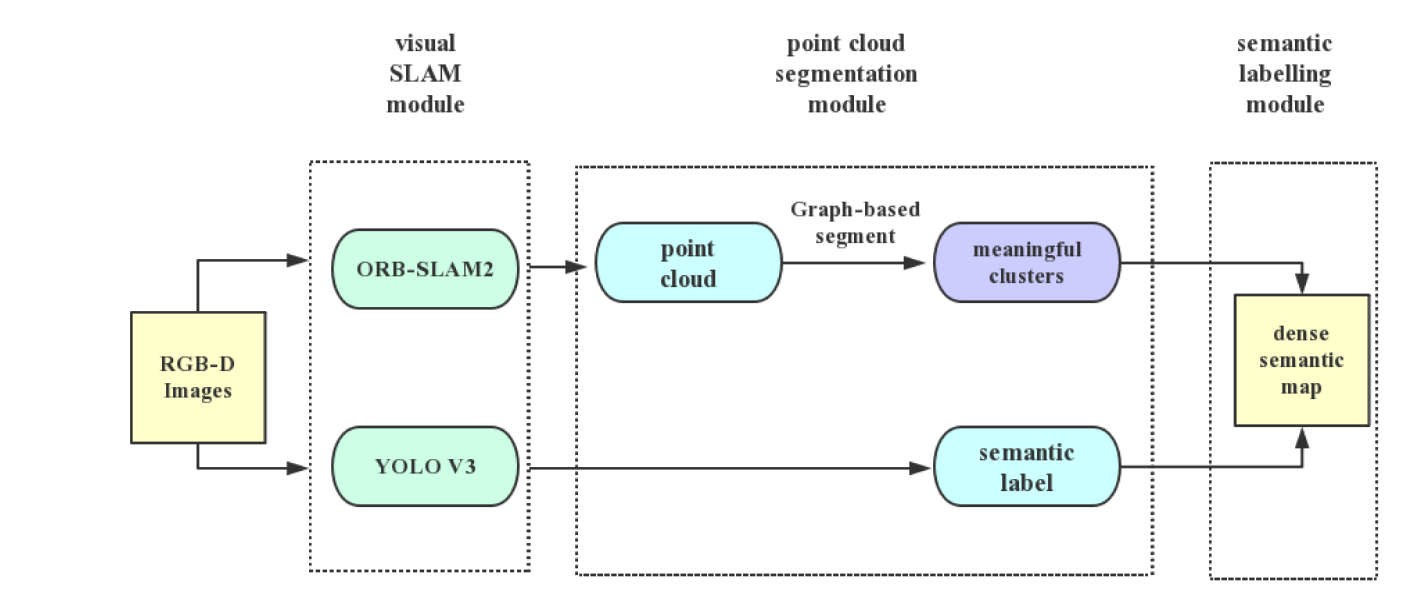 visual
SLAM
module
point cloud
segmentation
module
semantic
labelling
module
RGB-D
Images
ORB-SLAM2
YOLO V3
point
cloud
Graph-based
segment
meaningful
clusters
semantic
label
dense
semantic
map